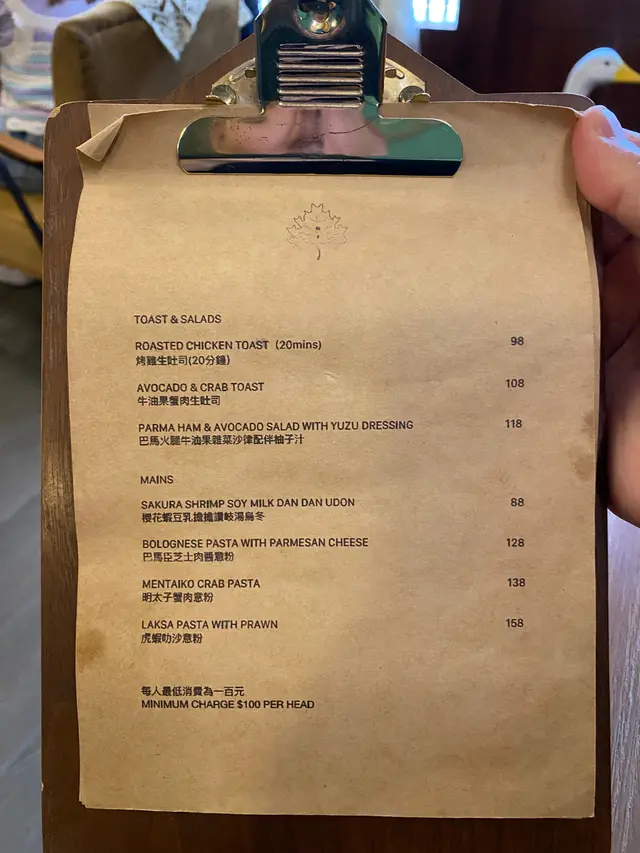 TOAST & SALADS
ROASTED CHICKEN TOAST (20mins) 98
烤雞生吐司(20分鐘)
AVOCADO & CRAB TOAST 108
牛油果蟹肉生吐司
PARMA HAM & AVOCADO SALAD WITH YUZU DRESSING 118
巴馬火腿牛油果雜菜沙律配伴柚子汁
MAINS
SAKURA SHRIMP SOY MILK DAN DAN UDON 88
櫻花蝦豆乳擔擔讚岐湯烏冬
BOLOGNESE PASTA WITH PARMESAN CHEESE 128
巴馬臣芝士肉醬意粉
MENTAIKO CRAB PASTA 138
明太子蟹肉意粉
LAKSA PASTA WITH PRAWN 158
虎蝦叻沙意粉
每人最低消費為一百元
MINIMUM CHARGE $100 PER HEAD